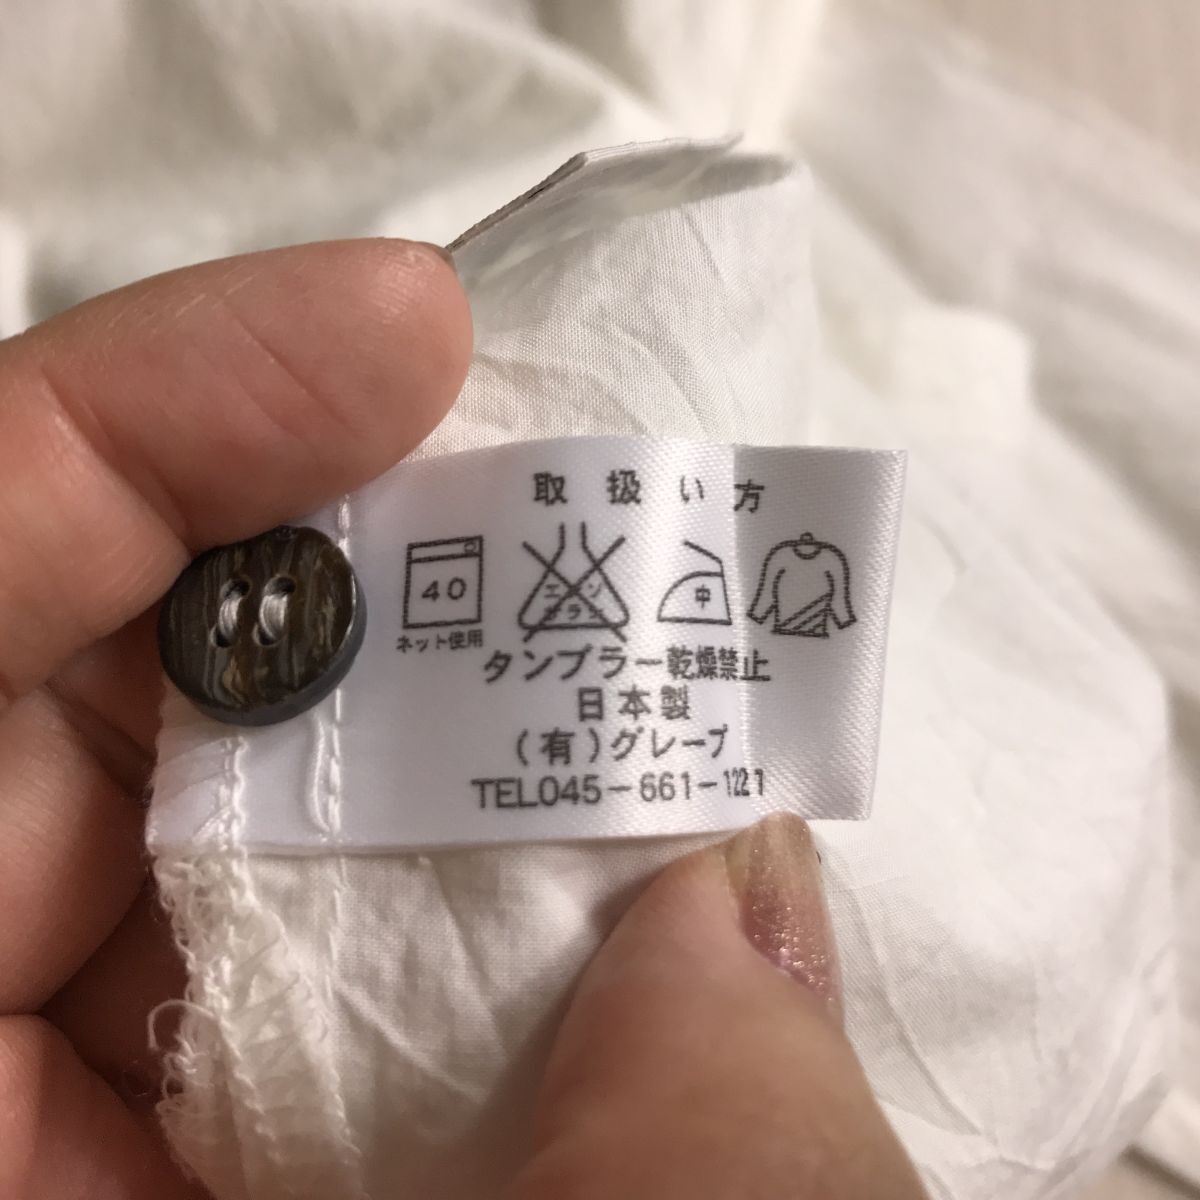 取扱い方
40
ネット使用
エンソ
サラシ
中
タンブラー乾燥禁止
日本製
(有)グレープ
TEL045-661-1221